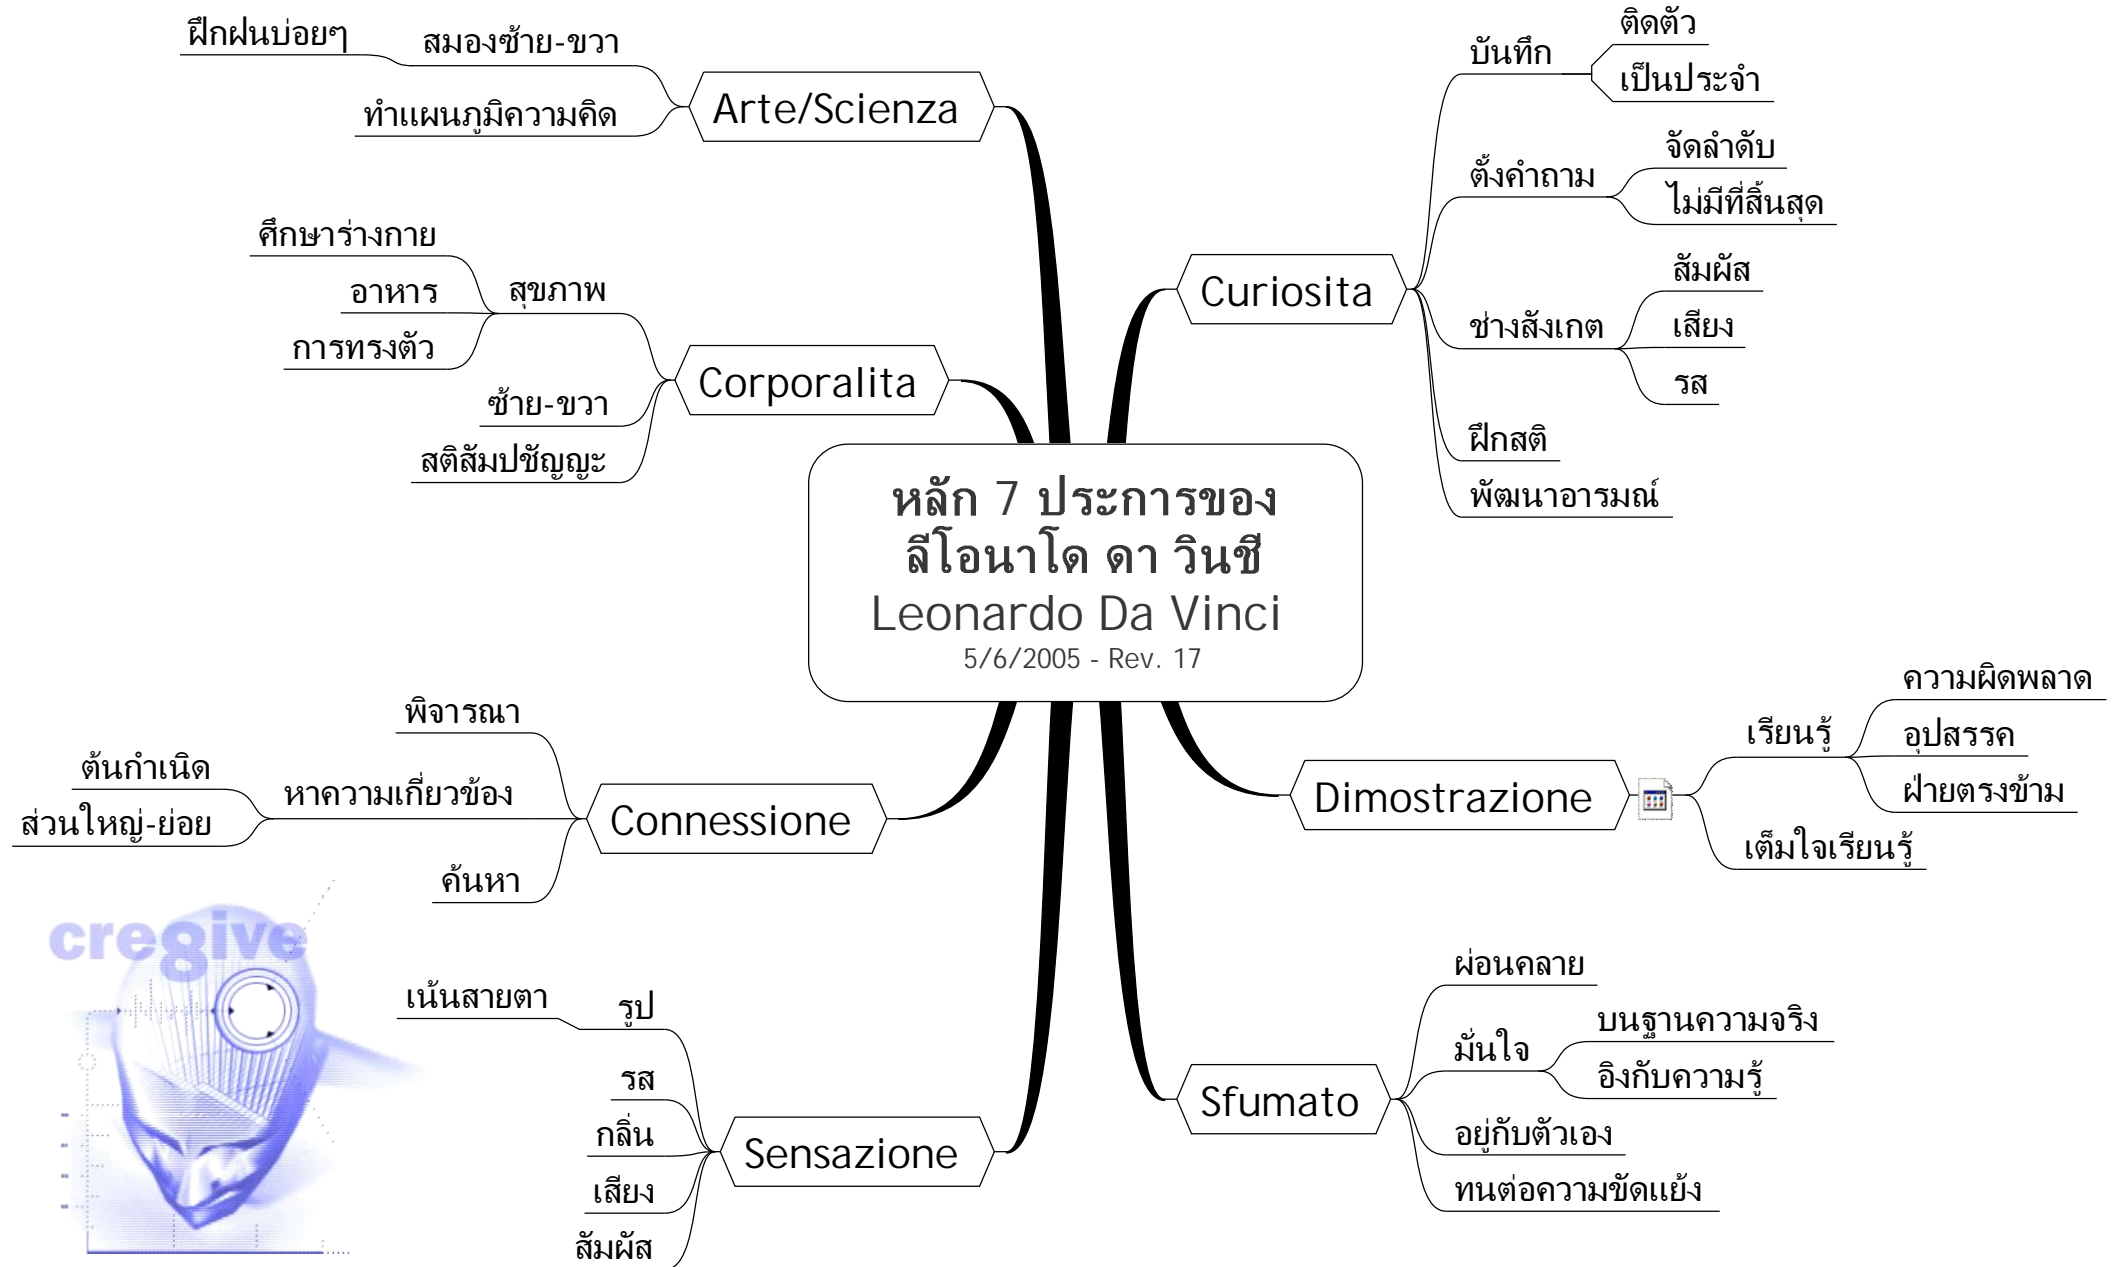 หลัก 7 ประการของ
ลีโอนาโด ดา วินชี
Leonardo Da Vinci
5/6/2005 - Rev. 17
Curiosita
บันทึก
ติดตัว
เป็นประจำ
ตั้งคำถาม
จัดลำดับ
ไม่มีที่สิ้นสุด
ช่างสังเกต
สัมผัส
เสียง
รส
ฝึกสติ
พัฒนาอารมณ์
Dimostrazione
เรียนรู้
ความผิดพลาด
อุปสรรค
ฝ่ายตรงข้าม
เต็มใจเรียนรู้
Sfumato
ผ่อนคลาย
มั่นใจ
บนฐานความจริง
อิงกับความรู้
อยู่กับตัวเอง
ทนต่อความขัดแย้ง
Sensazione
รูป
เน้นสายตา
รส
กลิ่น
เสียง
สัมผัส
Connessione
พิจารณา
หาความเกี่ยวข้อง
ต้นกำเนิด
ส่วนใหญ่-ย่อย
ค้นหา
Corporalita
สุขภาพ
ศึกษาร่างกาย
อาหาร
การทรงตัว
ซ้าย-ขวา
สติสัมปชัญญะ
Arte/Scienza
สมองซ้าย-ขวา
ฝึกฝนบ่อยๆ
ทำแผนภูมิความคิด
cre8ive